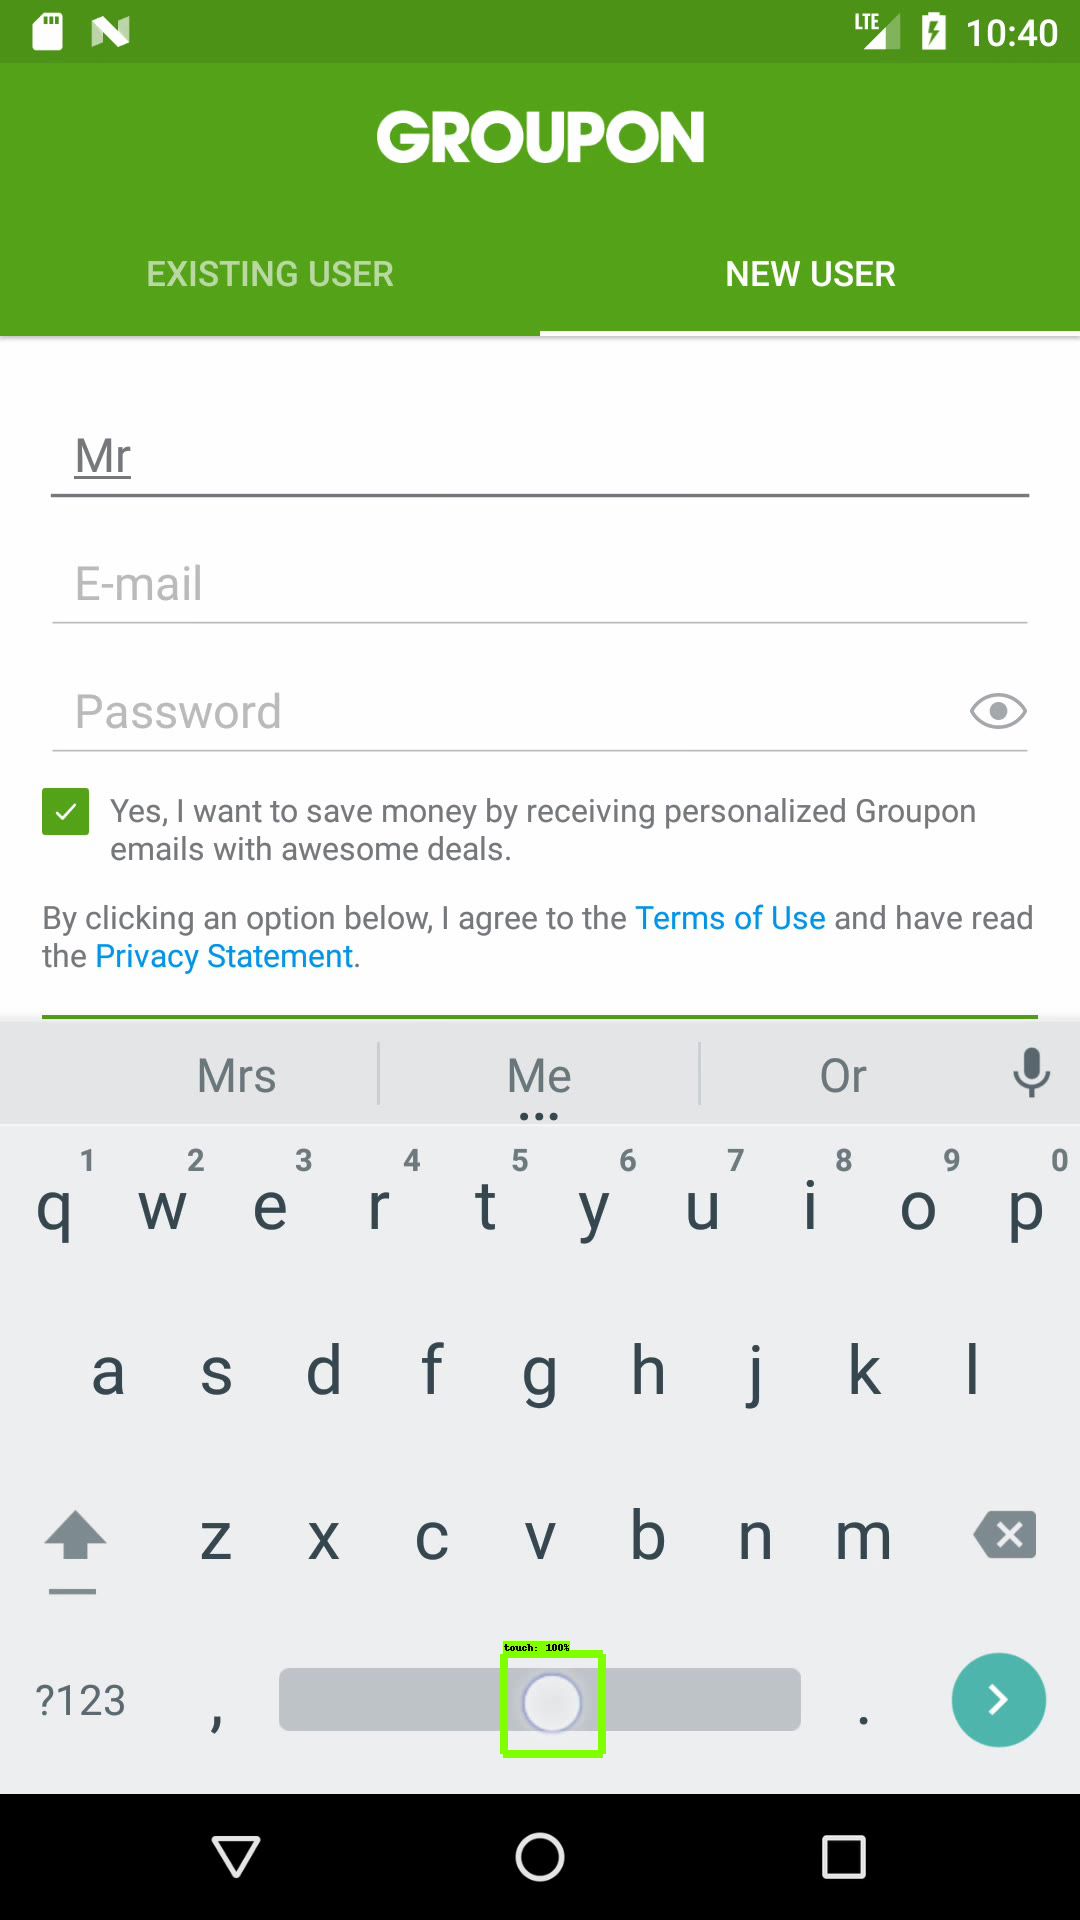 LTE 10:40
GROUPON
EXISTING USER NEW USER
Mr
E-mail
Password
Yes, I want to save money by receiving personalized Groupon
emails with awesome deals.
By clicking an option below, I agree to the Terms of Use and have read
the Privacy Statement.
Mrs Me Or
1 2 3 4 5 6 7 8 9 0
q w e r t y u i o p
a s d f g h j k l
z x c v b n m
touch: 100%
?123 , .